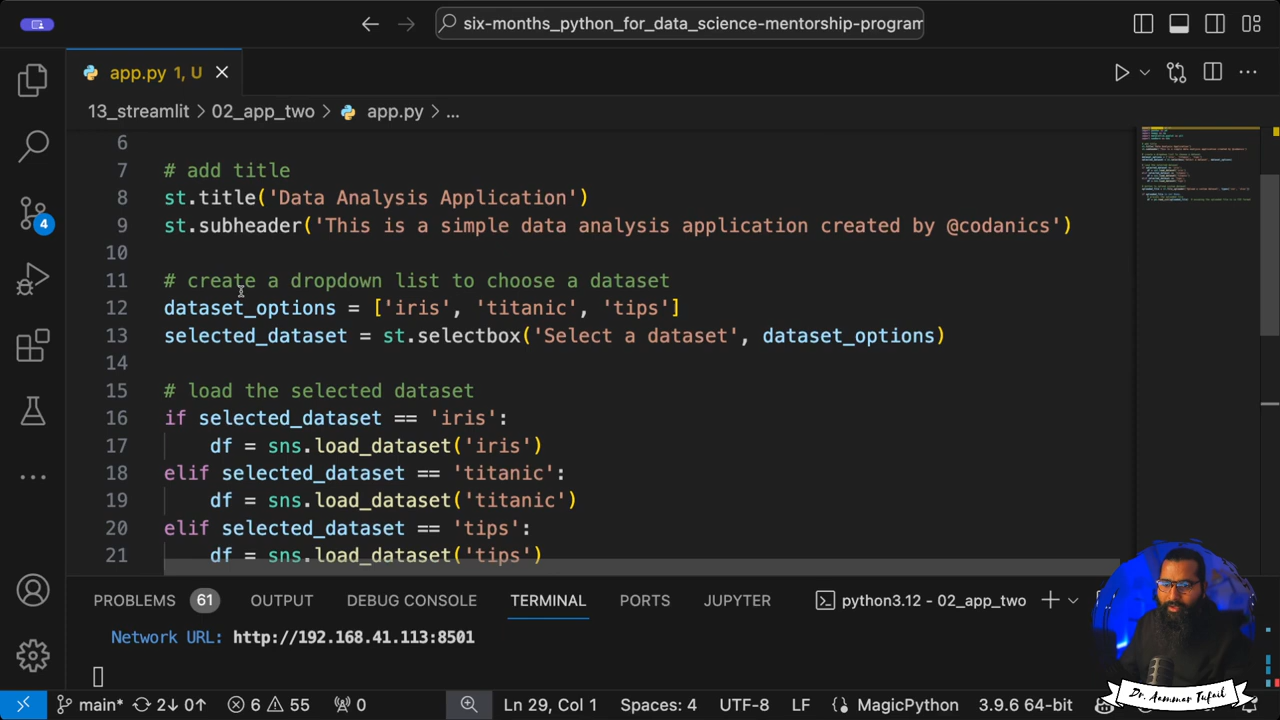 six-months_python_for_data_science-mentorship-program
app.py 1, U
13_streamlit > 02_app_two > app.py > ...
6
7 # add title
8 st.title('Data Analysis Application')
9 st.subheader('This is a simple data analysis application created by @codanics')
10
11 # create a dropdown list to choose a dataset
12 dataset_options = ['iris', 'titanic', 'tips']
13 selected_dataset = st.selectbox('Select a dataset', dataset_options)
14
15 # load the selected dataset
16 if selected_dataset == 'iris':
17 df = sns.load_dataset('iris')
18 elif selected_dataset == 'titanic':
19 df = sns.load_dataset('titanic')
20 elif selected_dataset == 'tips':
21 df = sns.load_dataset('tips')
4
PROBLEMS 61 OUTPUT DEBUG CONSOLE TERMINAL PORTS JUPYTER python3.12 - 02_app_two
Network URL: http://192.168.41.113:8501
main* 2↓ 0↑ 6 55 0 Ln 29, Col 1 Spaces: 4 UTF-8 LF MagicPython 3.9.6 64-bit
Dr. Aammar Tufail